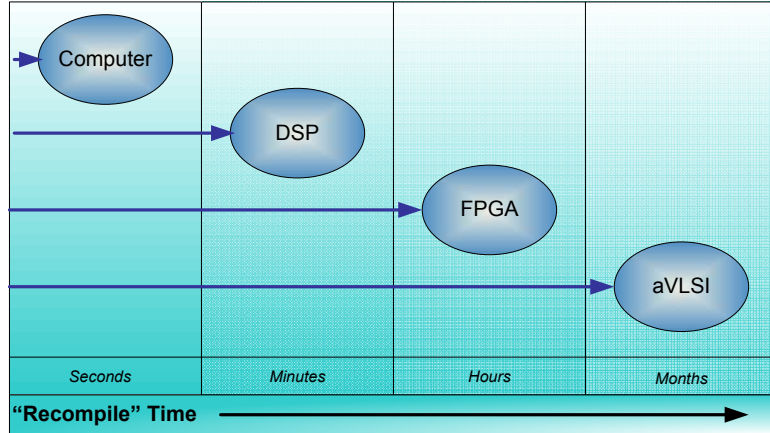 Computer
DSP
FPGA
aVLSI
Seconds Minutes Hours Months
“Recompile” Time